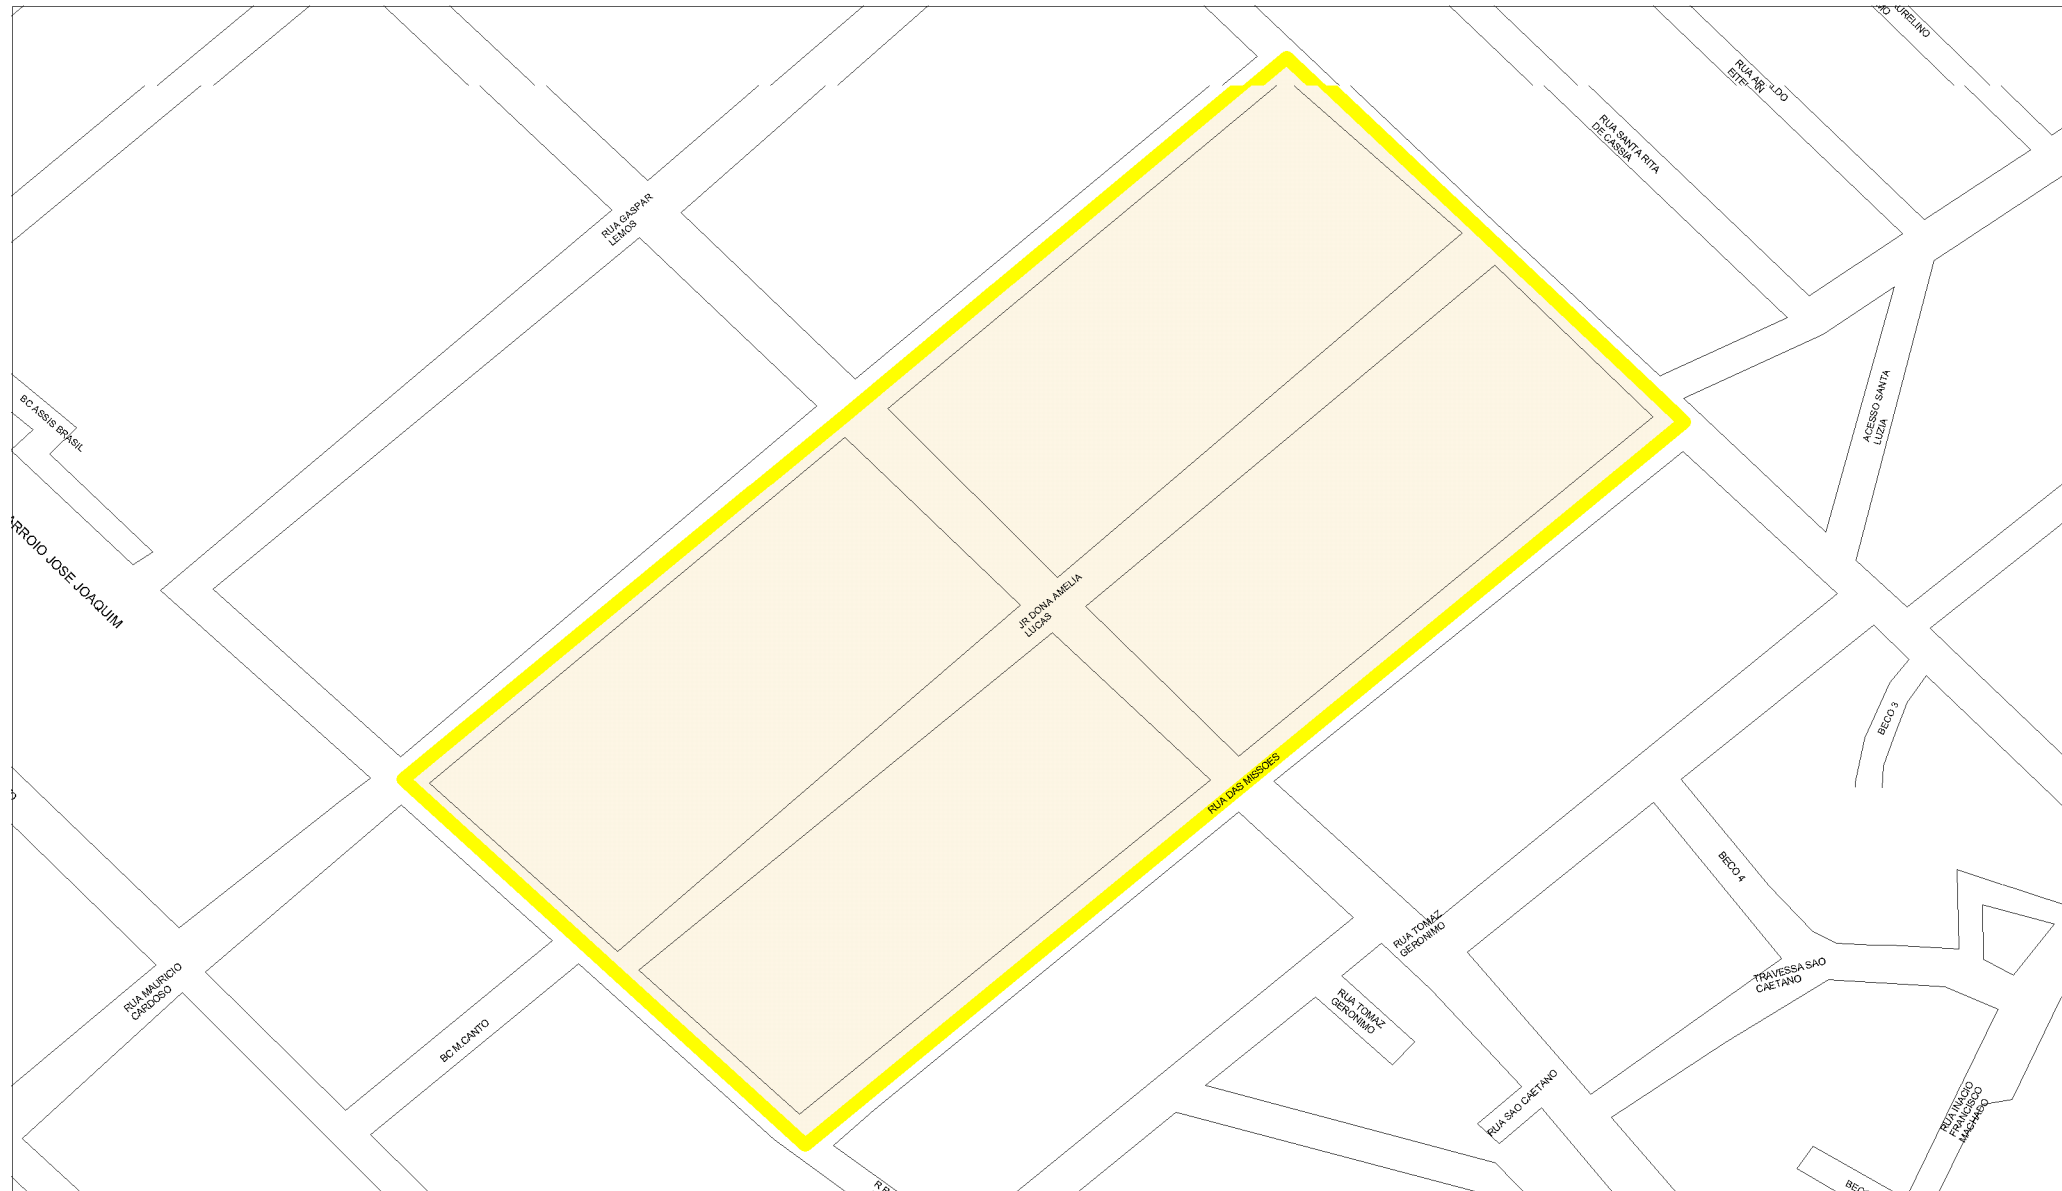 AURELINO
RUA GASPAR
LEMOS
RUA SANTA RITA
DE CASSIA
BC ASSIS BRASIL
ACESSO SANTA
LUZIA
ARROIO JOSE JOAQUIM
JR DONA AMELIA
LUCAS
BECO 3
RUA DAS MISSOES
BECO 4
RUA TOMAZ
GERONIMO
TRAVESSA SAO
CAETANO
RUA MAURICIO
CARDOSO
RUA TOMAZ
GERONIMO
BC M.CANTO
RUA SAO CAETANO
RUA INACIO
FRANCISCO
MACHADO